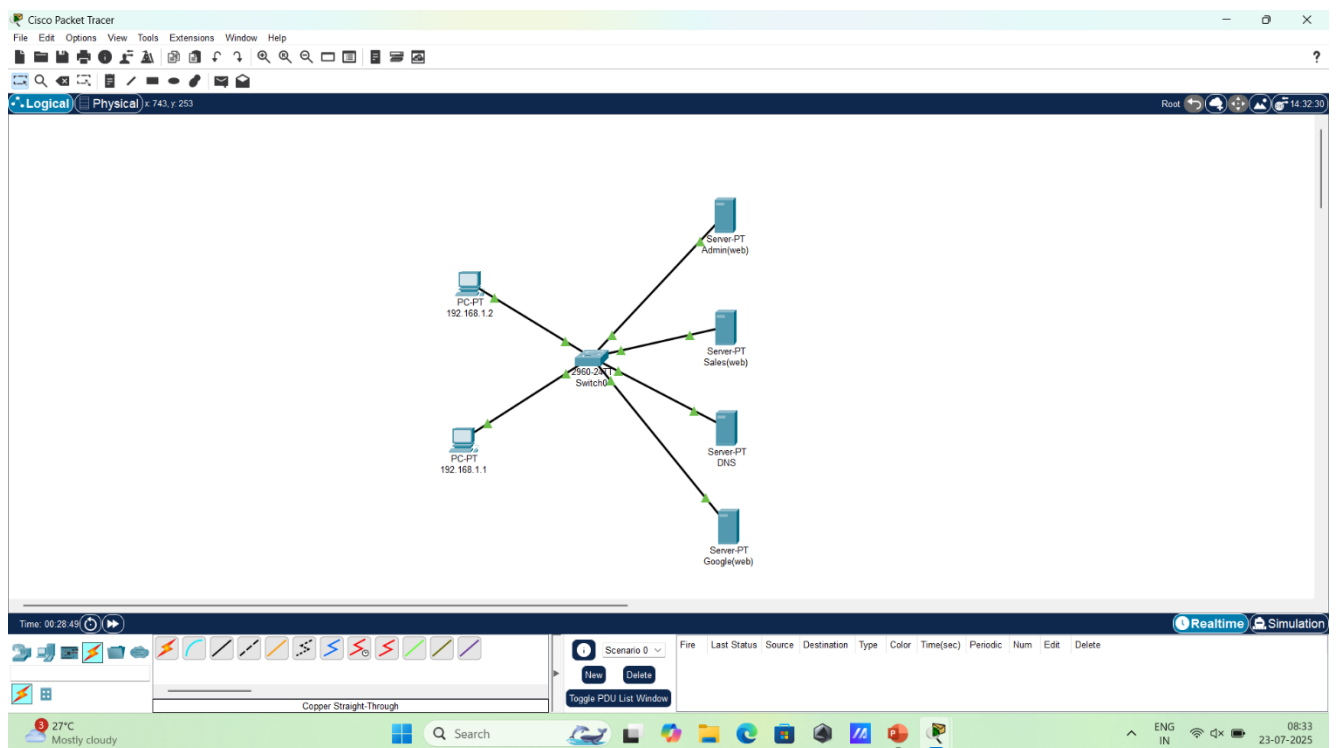 Cisco Packet Tracer
File Edit Options View Tools Extensions Window Help
?
Logical Physical x: 743, y: 253
Root 14:32:30
Server-PT
Admin(web)
PC-PT
192.168.1.2
Server-PT
Sales(web)
2960-24TT
Switch0
Server-PT
DNS
PC-PT
192.168.1.1
Server-PT
Google(web)
Time: 00:28:49
Realtime Simulation
Scenario 0
Fire Last Status Source Destination Type Color Time(sec) Periodic Num Edit Delete
New Delete
Toggle PDU List Window
Copper Straight-Through
3
27°C
Mostly cloudy
Search
ENG
IN
08:33
23-07-2025